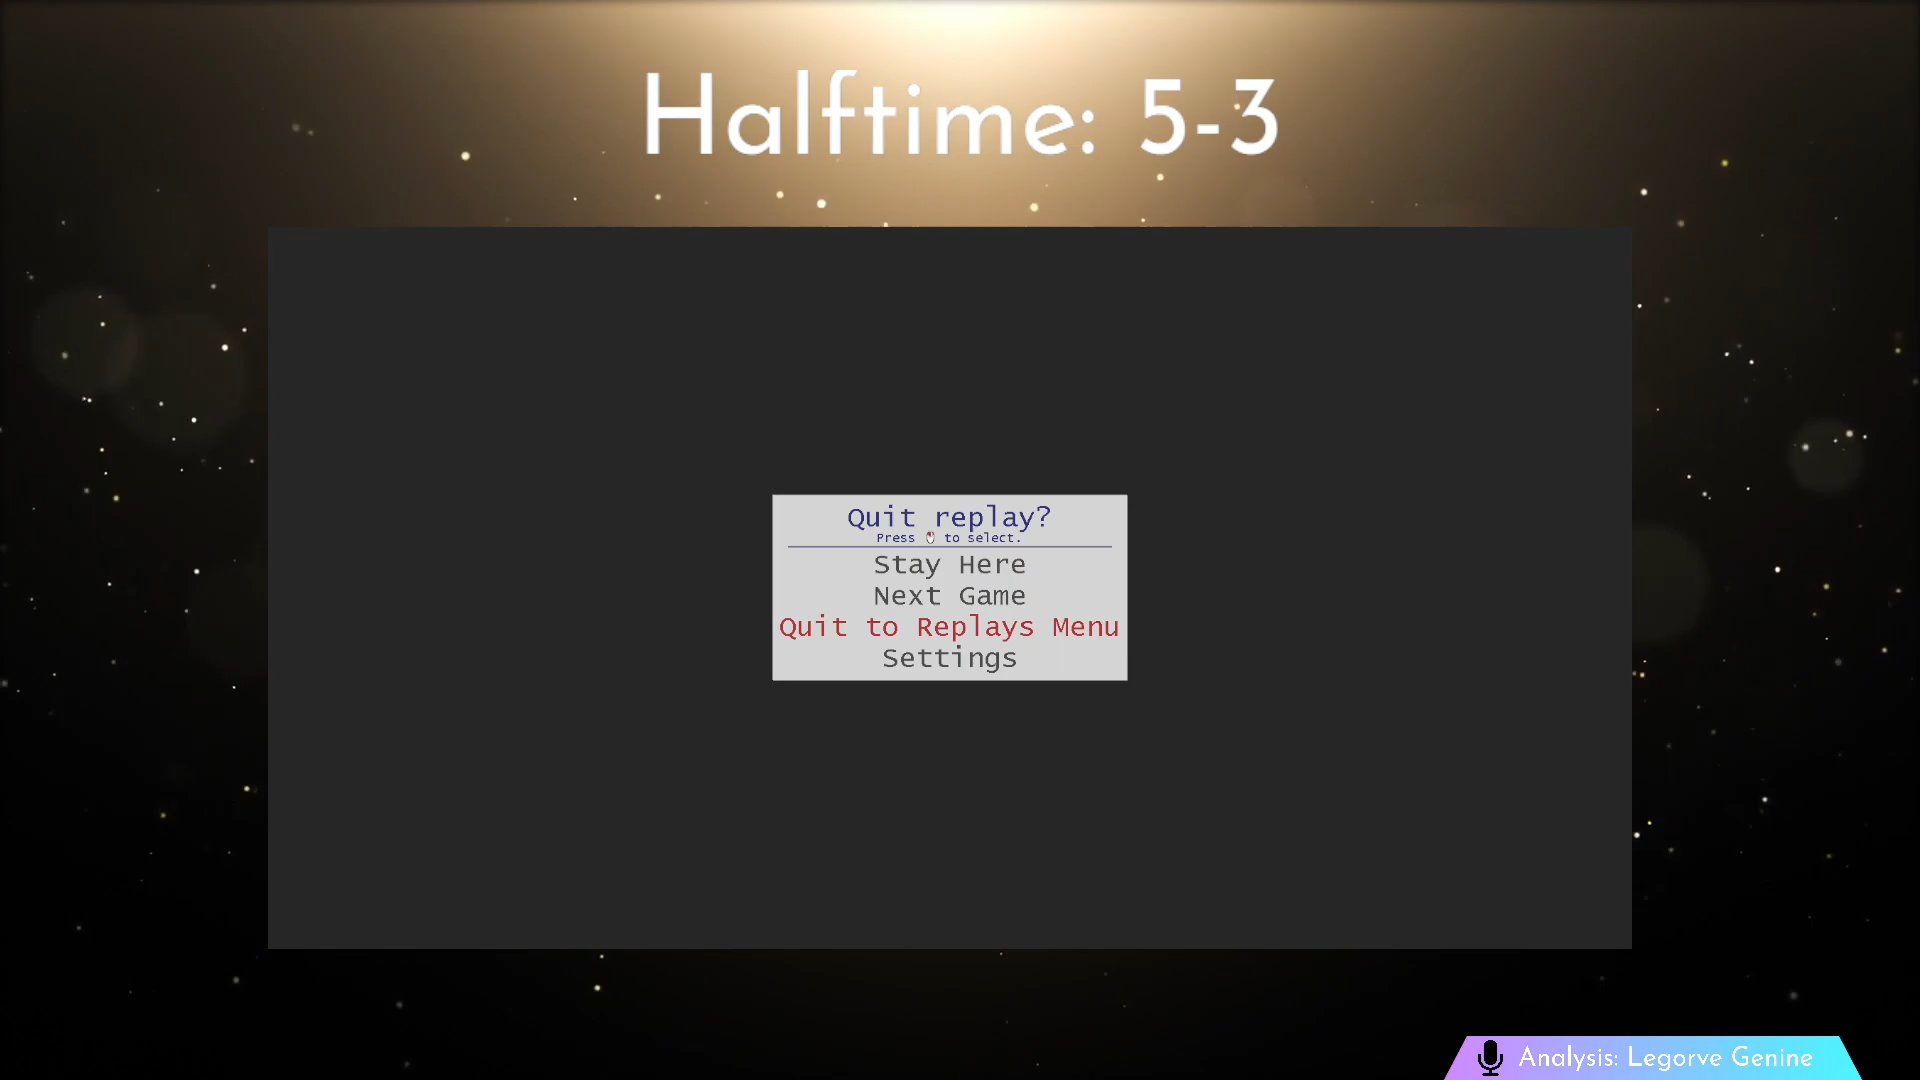 Halftime: 5-3
Quit replay?
Press to select.
Stay Here
Next Game
Quit to Replays Menu
Settings
Analysis: Legorve Genine